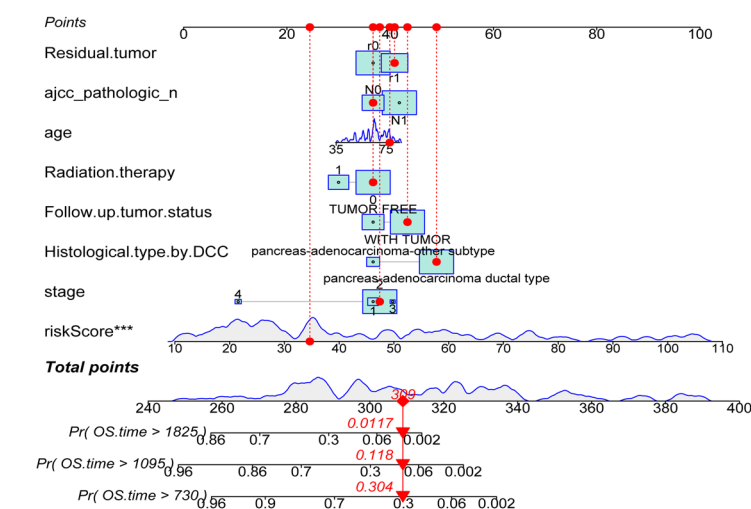 Points
0 20 40 60 80 100
Residual.tumor
r0
r1
ajcc_pathologic_n
N0
N1
age
35 75
Radiation.therapy
1
0
Follow.up.tumor.status
TUMOR FREE
WITH TUMOR
Histological.type.by.DCC
pancreas-adenocarcinoma-other subtype
pancreas-adenocarcinoma ductal type
stage
4
2
1
3
riskScore***
10 20 30 40 50 60 70 80 90 100 110
Total points
309
240 260 280 300 320 340 360 380 400
0.0117
Pr( OS.time > 1825 )
0.86 0.7 0.3 0.06 0.002
0.118
Pr( OS.time > 1095 )
0.96 0.86 0.7 0.3 0.06 0.002
0.304
Pr( OS.time > 730 )
0.96 0.9 0.7 0.3 0.06 0.002